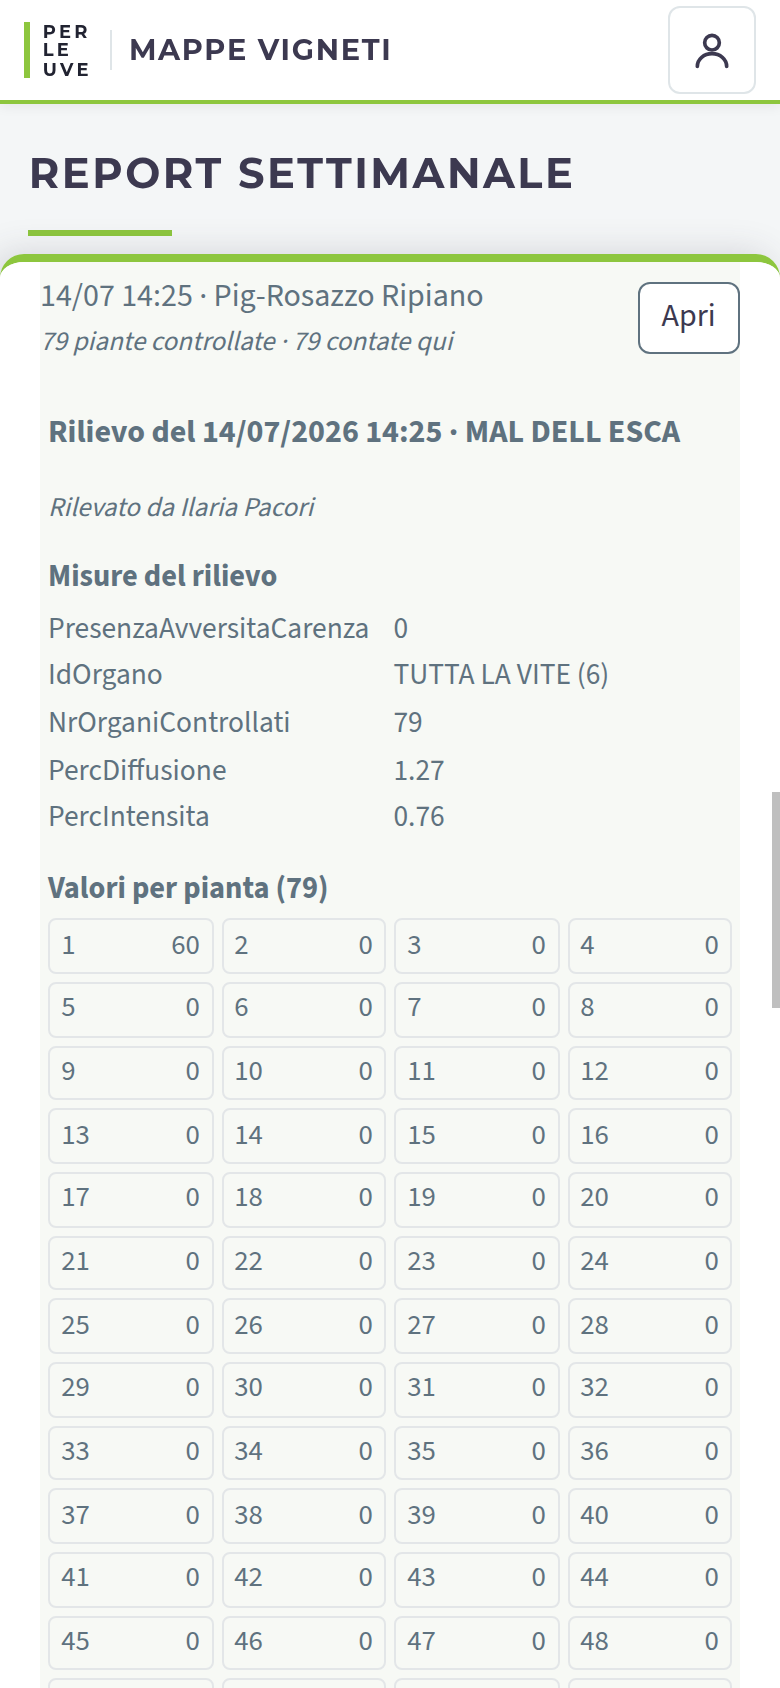 PER
LE
UVE
MAPPE VIGNETI
REPORT SETTIMANALE
14/07 14:25 · Pig-Rosazzo Ripiano
79 piante controllate · 79 contate qui
Apri
Rilievo del 14/07/2026 14:25 · MAL DELL ESCA
Rilevato da Ilaria Pacori
Misure del rilievo
PresenzaAvversitaCarenza 0
IdOrgano TUTTA LA VITE (6)
NrOrganiControllati 79
PercDiffusione 1.27
PercIntensita 0.76
Valori per pianta (79)
1 60 2 0 3 0 4 0
5 0 6 0 7 0 8 0
9 0 10 0 11 0 12 0
13 0 14 0 15 0 16 0
17 0 18 0 19 0 20 0
21 0 22 0 23 0 24 0
25 0 26 0 27 0 28 0
29 0 30 0 31 0 32 0
33 0 34 0 35 0 36 0
37 0 38 0 39 0 40 0
41 0 42 0 43 0 44 0
45 0 46 0 47 0 48 0